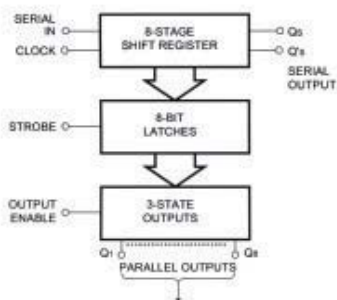 SERIAL
IN
CLOCK
8-STAGE
SHIFT REGISTER
QS
Q's
SERIAL
OUTPUT
STROBE
8-BIT
LATCHES
OUTPUT
ENABLE
3-STATE
OUTPUTS
Q1
Q8
PARALLEL OUTPUTS